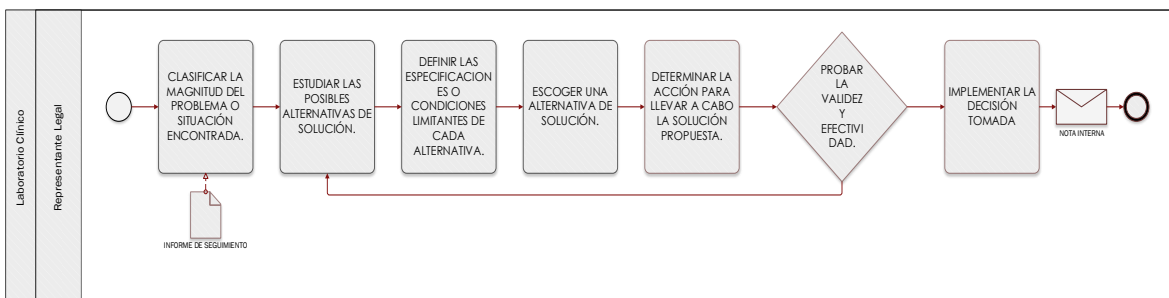 Laboratorio Clínico
Representante Legal
CLASIFICAR LA
MAGNITUD DEL
PROBLEMA O
SITUACIÓN
ENCONTRADA.
ESTUDIAR LAS
POSIBLES
ALTERNATIVAS DE
SOLUCIÓN.
DEFINIR LAS
ESPECIFICACION
ES O
CONDICIONES
LIMITANTES DE
CADA
ALTERNATIVA.
ESCOGER UNA
ALTERNATIVA DE
SOLUCIÓN.
DETERMINAR LA
ACCIÓN PARA
LLEVAR A CABO
LA SOLUCIÓN
PROPUESTA.
PROBAR
LA
VALIDEZ
Y
EFECTIVI
DAD.
IMPLEMENTAR LA
DECISIÓN
TOMADA
NOTA INTERNA
INFORME DE SEGUIMIENTO